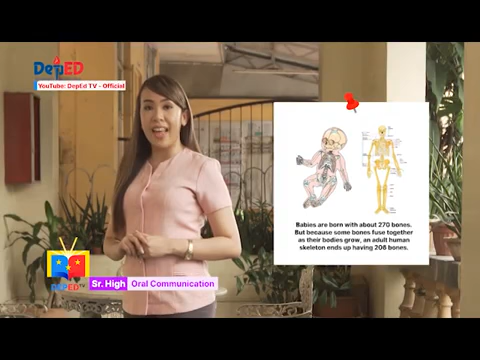 DepED
YouTube: DepEd TV - Official
Babies are born with about 270 bones.
But because some bones fuse together
as their bodies grow, an adult human
skeleton ends up having 206 bones.
DEPED TV
Sr. High Oral Communication